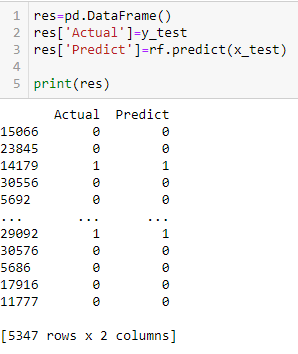 1 res=pd.DataFrame()
2 res['Actual']=y_test
3 res['Predict']=rf.predict(x_test)
4
5 print(res)
Actual Predict
15066 0 0
23845 0 0
14179 1 1
30556 0 0
5692 0 0
... ... ...
29092 1 1
30576 0 0
5686 0 0
17916 0 0
11777 0 0
[5347 rows x 2 columns]